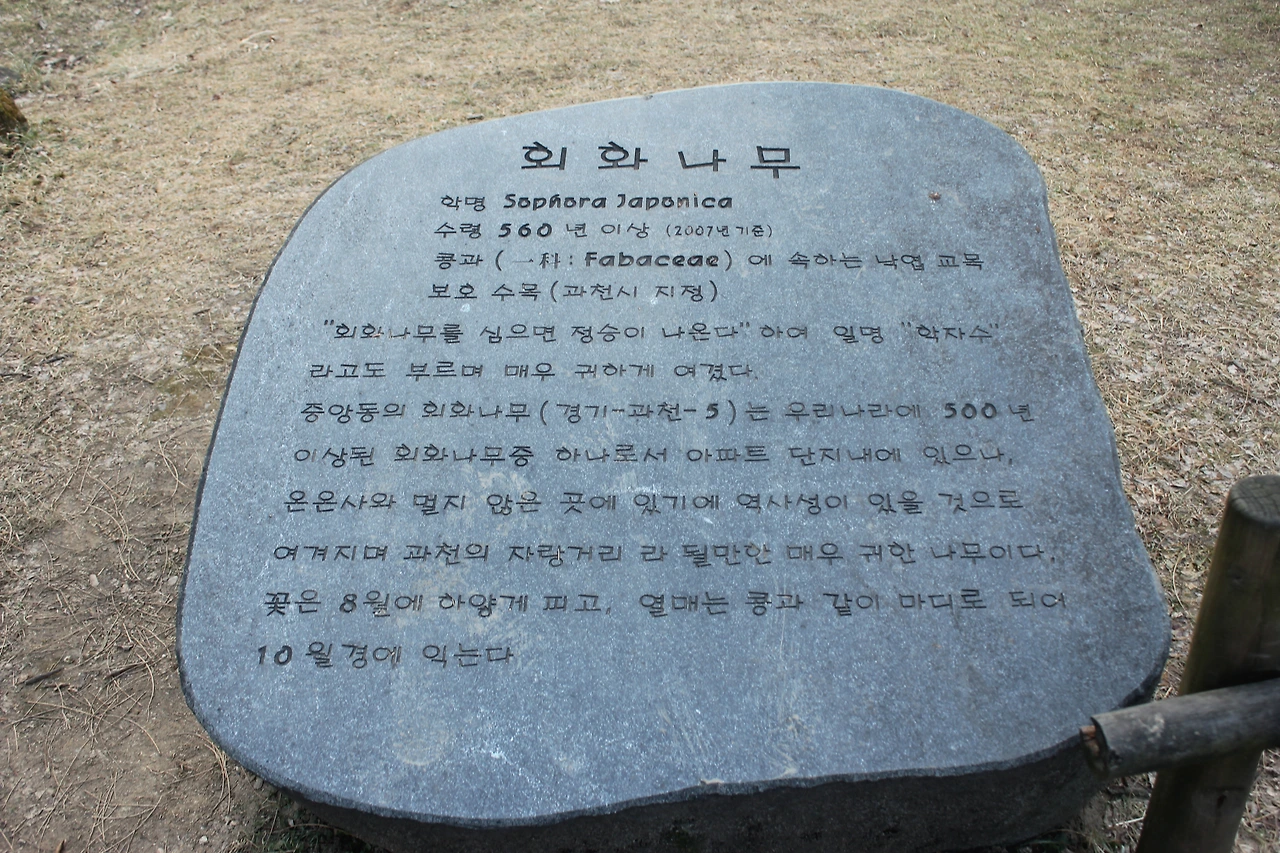 회화나무
학명 Sophora Japonica
수령 560 년 이상 (2007년기준)
콩과 (一科 : Fabaceae) 에 속하는 낙엽 교목
보호 수목(과천시 지정)
"회화나무를 심으면 정승이 나온다"하여 일명 "학자수"
라고도 부르며 매우 귀하게 여겼다.
중앙동의 회화나무(경기-과천-5)는 우리나라에 500년
이상된 회화나무중 하나로서 아파트 단지내에 있으나,
온온사와 멀지 않은 곳에 있기에 역사성이 있을 것으로
여겨지며 과천의 자랑거리 라 될만한 매우 귀한 나무이다.
꽃은 8월에 하얗게 피고, 열매는 콩과 같이 마디로 되어
10월경에 익는다